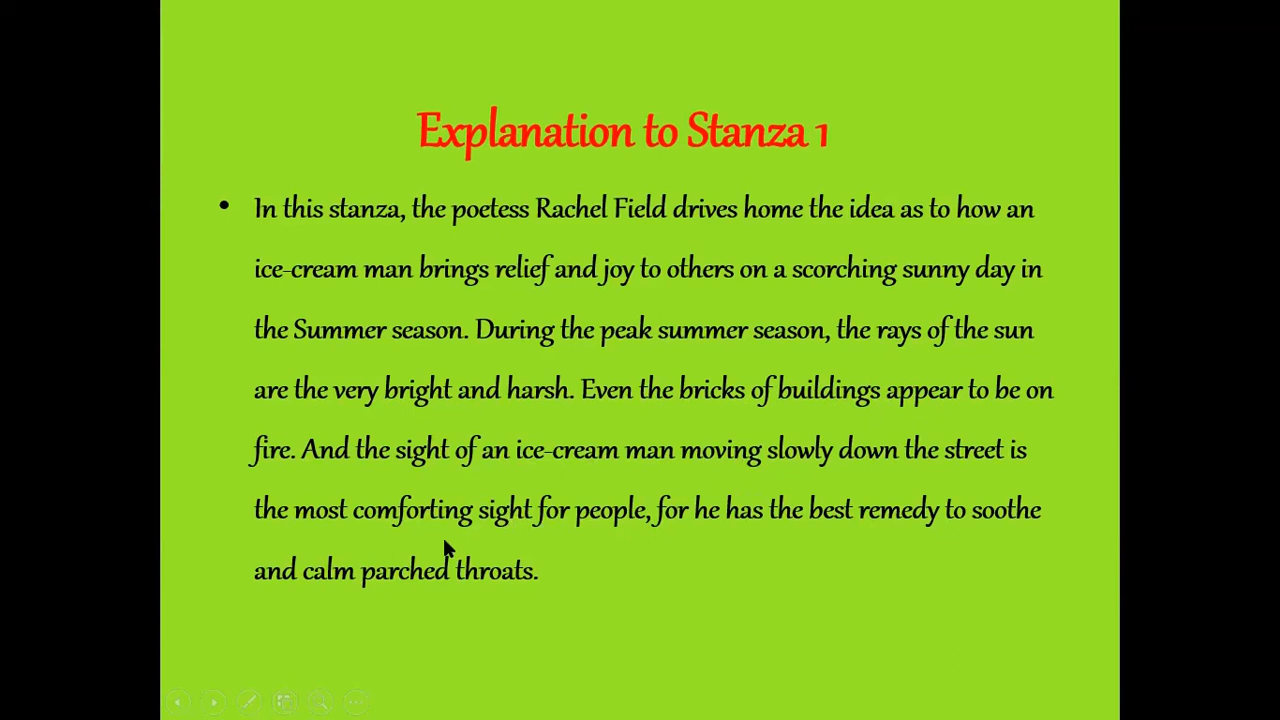 Explanation to Stanza 1
• In this stanza, the poetess Rachel Field drives home the idea as to how an
ice-cream man brings relief and joy to others on a scorching sunny day in
the Summer season. During the peak summer season, the rays of the sun
are the very bright and harsh. Even the bricks of buildings appear to be on
fire. And the sight of an ice-cream man moving slowly down the street is
the most comforting sight for people, for he has the best remedy to soothe
and calm parched throats.